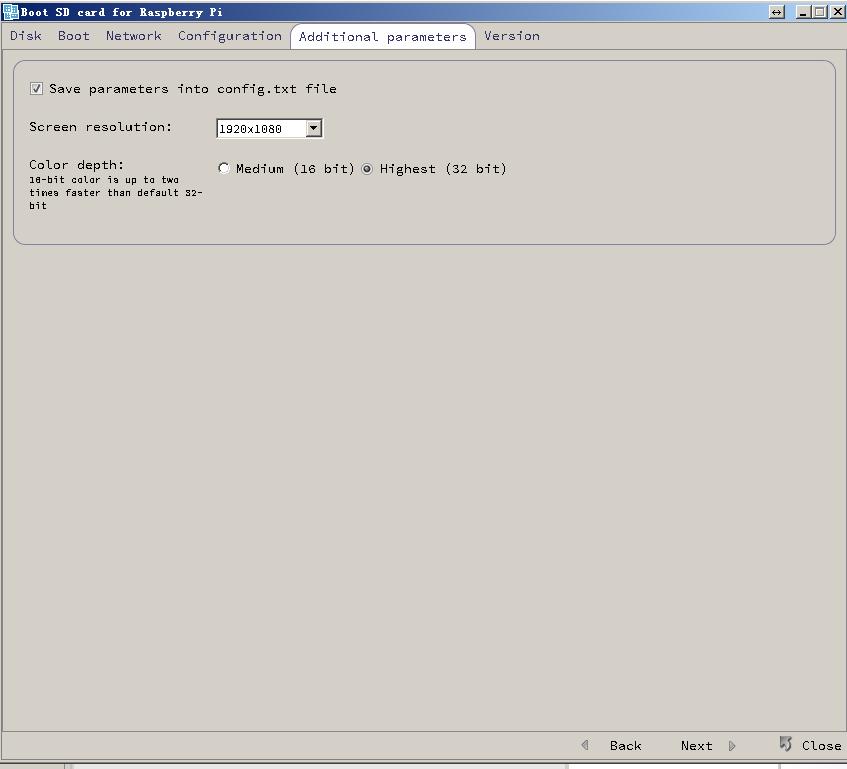 Boot SD card for Raspberry Pi
Disk Boot Network Configuration Additional parameters Version
Save parameters into config.txt file
Screen resolution: 1920x1080
Color depth: Medium (16 bit) Highest (32 bit)
16-bit color is up to two
times faster than default 32-
bit
Back Next Close